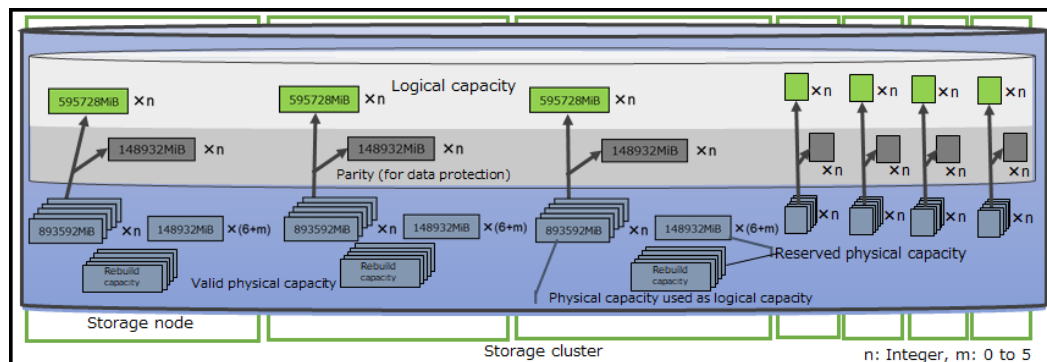 Logical capacity
595728MiB ×n
595728MiB ×n
595728MiB ×n
×n
×n
×n
×n
148932MiB ×n
148932MiB ×n
148932MiB ×n
×n
×n
×n
×n
Parity (for data protection)
893592MiB ×n
148932MiB ×(6+m)
893592MiB ×n
148932MiB ×(6+m)
893592MiB ×n
148932MiB ×(6+m)
×n
×n
×n
×n
Rebuild
capacity
Rebuild
capacity
Rebuild
capacity
Reserved physical capacity
Valid physical capacity
Physical capacity used as logical capacity
Storage node
Storage cluster
n: Integer, m: 0 to 5